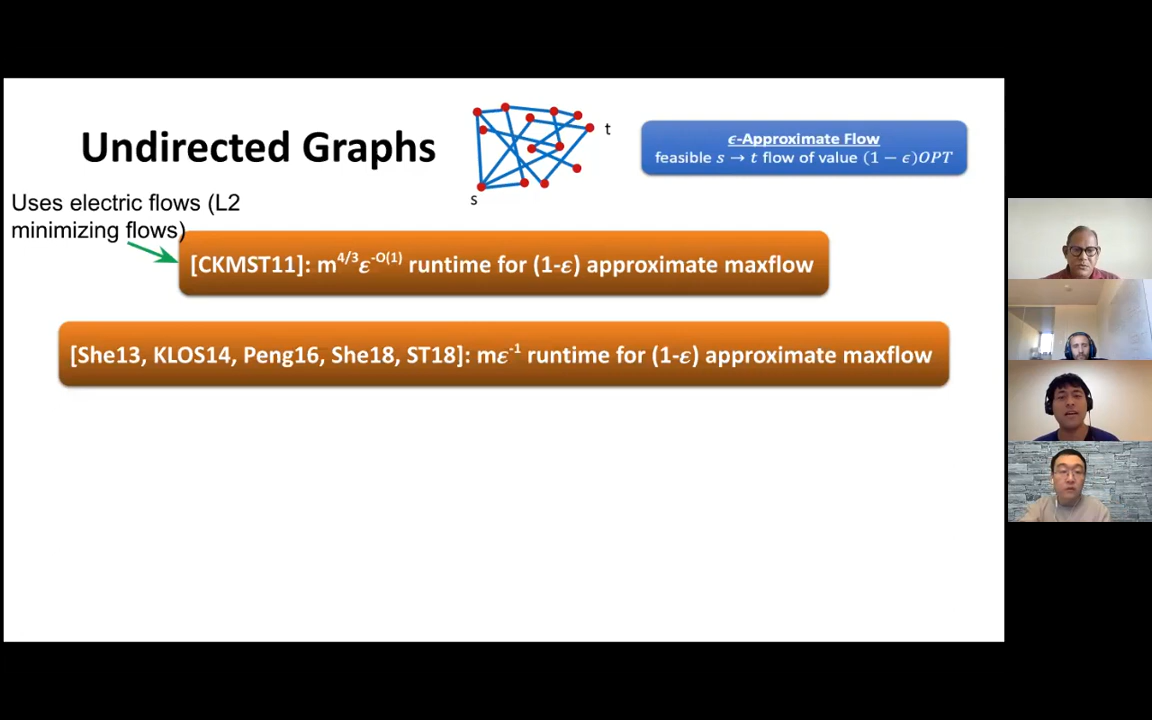 Undirected Graphs
s
t
ϵ-Approximate Flow
feasible s → t flow of value (1 − ϵ)OPT
Uses electric flows (L2
minimizing flows)
[CKMST11]: m^{4/3}ε^{-O(1)} runtime for (1-ε) approximate maxflow
[She13, KLOS14, Peng16, She18, ST18]: mε^{-1} runtime for (1-ε) approximate maxflow